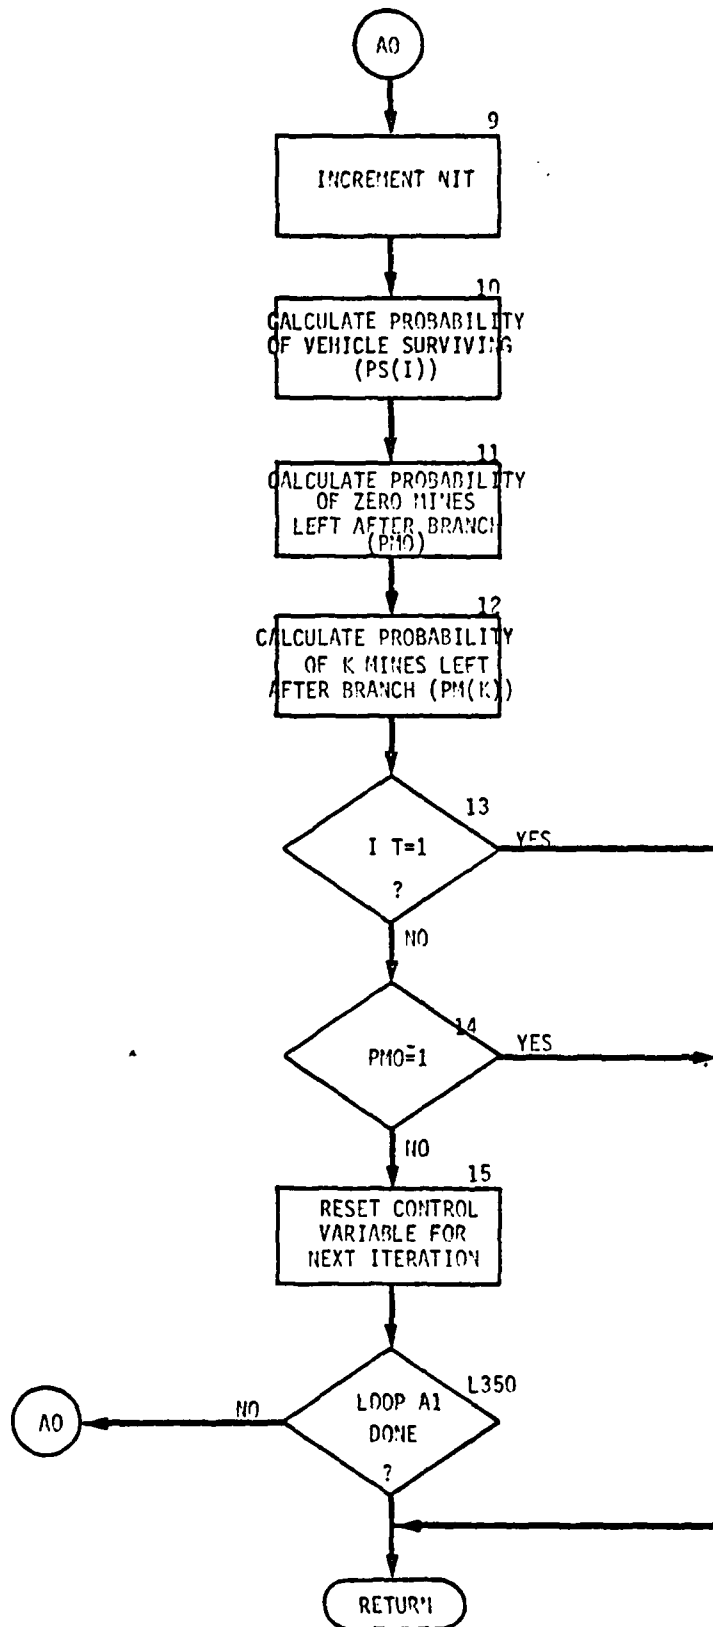 A0
9
INCREMENT NIT
10
CALCULATE PROBABILITY
OF VEHICLE SURVIVING
(PS(I))
11
CALCULATE PROBABILITY
OF ZERO MINES
LEFT AFTER BRANCH
(PM0)
12
CALCULATE PROBABILITY
OF K MINES LEFT
AFTER BRANCH (PM(K))
13
I T=1
?
YES
NO
14
PM0=1
YES
NO
15
RESET CONTROL
VARIABLE FOR
NEXT ITERATION
L350
LOOP A1
DONE
?
NO
A0
RETURN